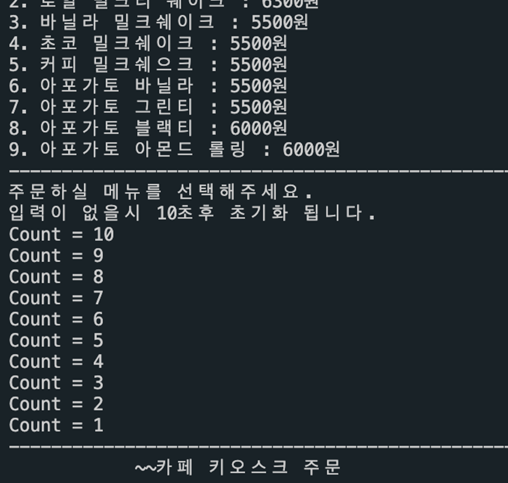 2. 로얄 밀크티 쉐이크 : 6300원
3. 바닐라 밀크쉐이크 : 5500원
4. 초코 밀크쉐이크 : 5500원
5. 커피 밀크쉐으크 : 5500원
6. 아포가토 바닐라 : 5500원
7. 아포가토 그린티 : 5500원
8. 아포가토 블랙티 : 6000원
9. 아포가토 아몬드 롤링 : 6000원
주문하실 메뉴를 선택해주세요.
입력이 없을시 10초후 초기화 됩니다.
Count = 10
Count = 9
Count = 8
Count = 7
Count = 6
Count = 5
Count = 4
Count = 3
Count = 2
Count = 1
~~카페 키오스크 주문